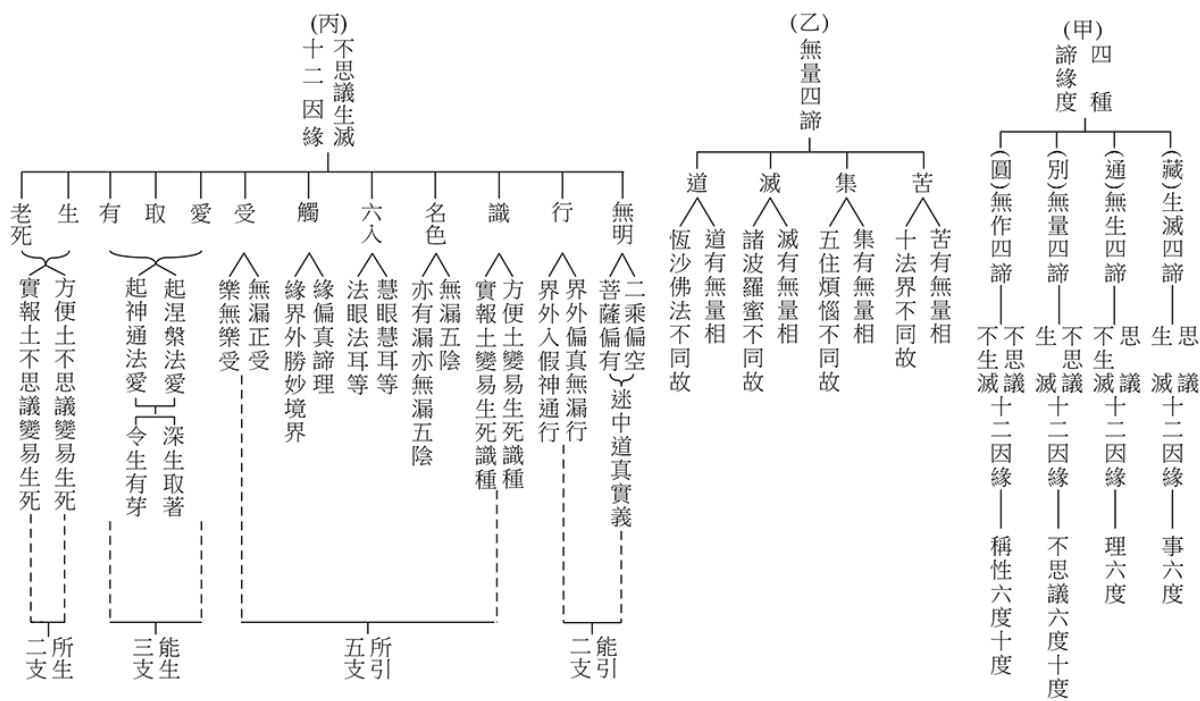 (甲)
四種
諦緣度
(藏)生滅四諦
思議
生滅
十二因緣
事六度
(通)無生四諦
思議
不生滅
十二因緣
理六度
(別)無量四諦
不思議
生滅
十二因緣
不思議六度十度
(圓)無作四諦
不思議
不生滅
十二因緣
稱性六度十度
(乙)
無量四諦
苦
苦有無量相
十法界不同故
集
集有無量相
五住煩惱不同故
滅
滅有無量相
諸波羅蜜不同故
道
道有無量相
恆沙佛法不同故
(丙)
不思議生滅
十二因緣
無明
二乘偏空
菩薩偏有
迷中道真實義
行
界外偏真無漏行
界外入假神通行
能引
二支
識
方便土變易生死識種
實報土變易生死識種
名色
無漏五陰
亦有漏亦無漏五陰
六入
慧眼慧耳等
法眼法耳等
觸
緣偏真諦理
緣界外勝妙境界
受
無漏正受
樂無樂受
所引
五支
愛
取
有
起涅槃法愛
起神通法愛
深生取著
令生有芽
能生
三支
生
老死
方便土不思議變易生死
實報土不思議變易生死
所生
二支